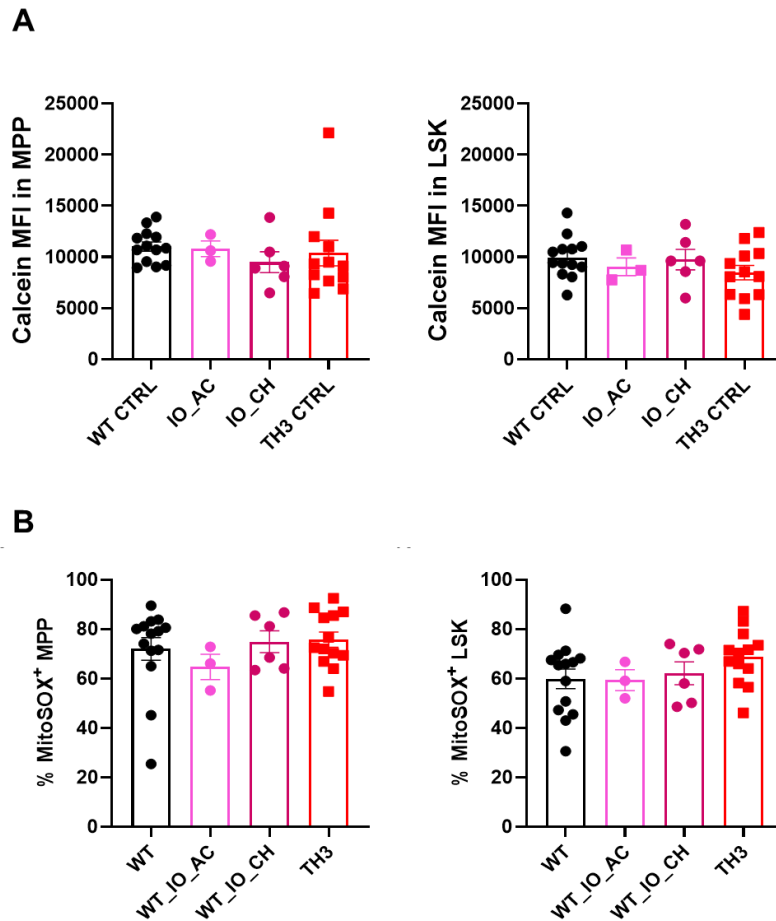 A
Calcein MFI in MPP
25000
20000
15000
10000
5000
0
WT CTRL
IO_AC
IO_CH
TH3 CTRL
Calcein MFI in LSK
25000
20000
15000
10000
5000
0
WT CTRL
IO_AC
IO_CH
TH3 CTRL
B
% MitoSOX⁺ MPP
100
80
60
40
20
0
WT
WT_IO_AC
WT_IO_CH
TH3
% MitoSOX⁺ LSK
100
80
60
40
20
0
WT
WT_IO_AC
WT_IO_CH
TH3